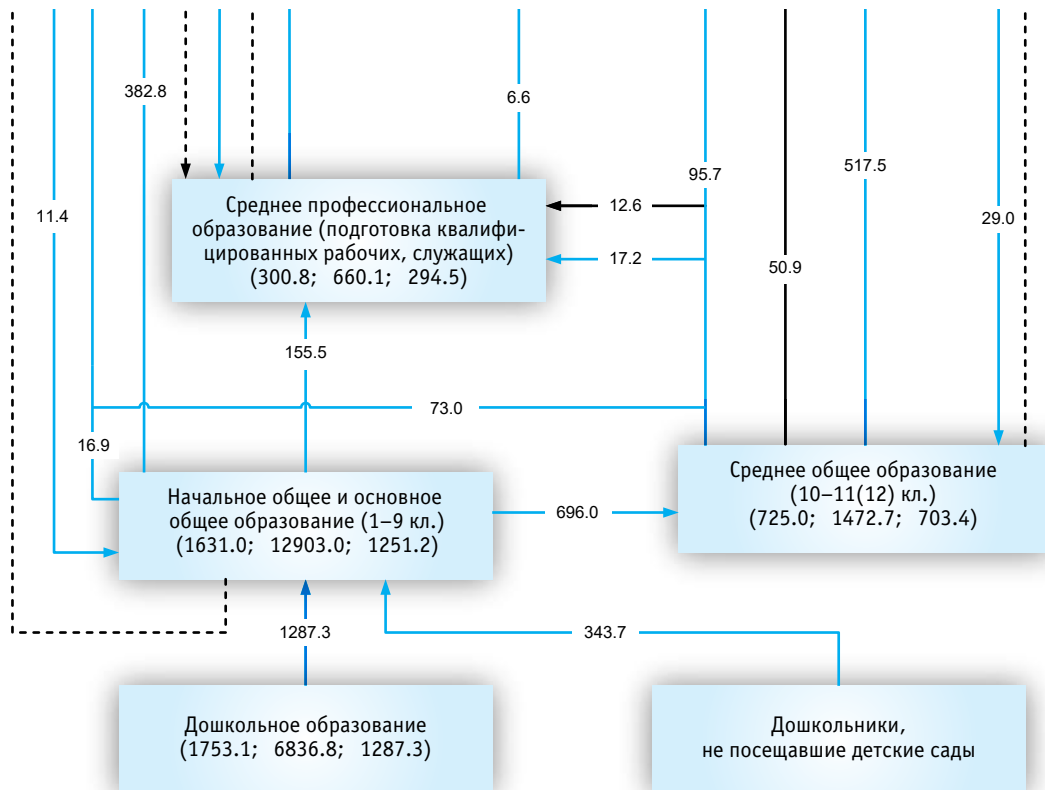 382.8
6.6
95.7
517.5
11.4
29.0
Среднее профессиональное
образование (подготовка квалифи-
цированных рабочих, служащих)
(300.8; 660.1; 294.5)
12.6
17.2
50.9
155.5
73.0
16.9
Начальное общее и основное
общее образование (1–9 кл.)
(1631.0; 12903.0; 1251.2)
696.0
Среднее общее образование
(10–11(12) кл.)
(725.0; 1472.7; 703.4)
1287.3
343.7
Дошкольное образование
(1753.1; 6836.8; 1287.3)
Дошкольники,
не посещавшие детские сады